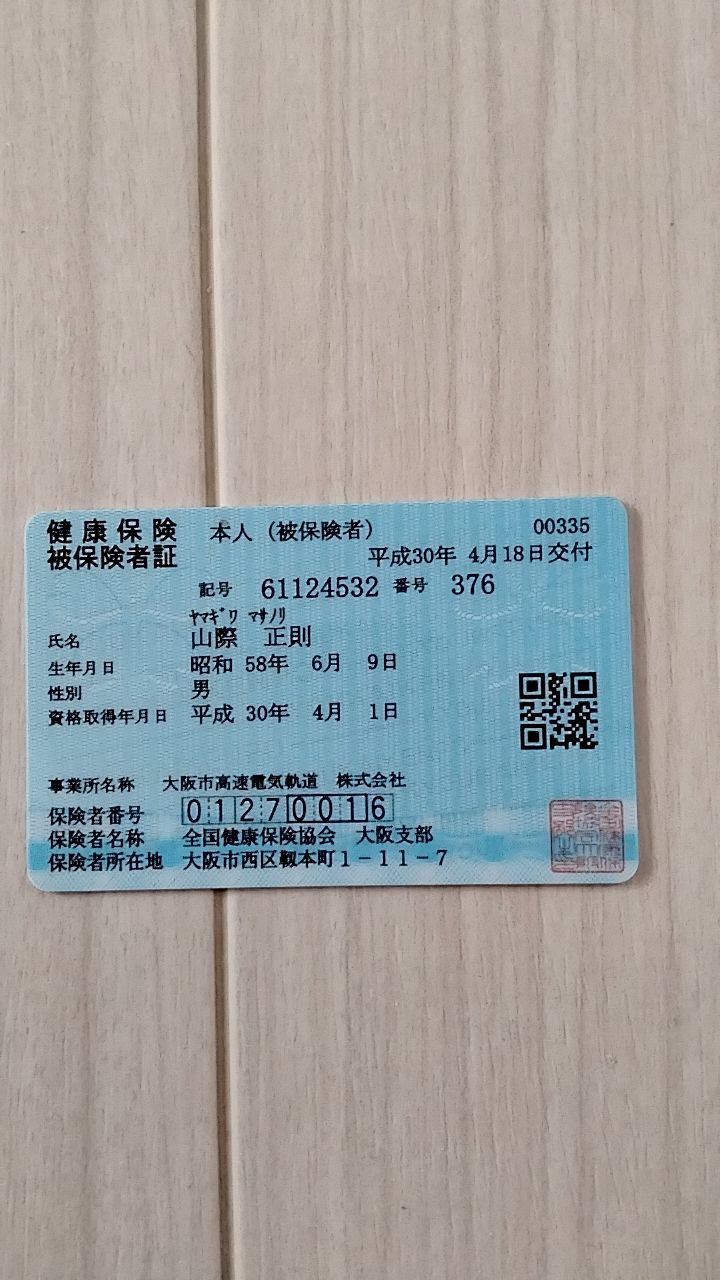 健康保険 本人（被保険者） 00335
被保険者証 平成30年 4月18日交付
記号 61124532 番号 376
ﾔﾏｷﾞﾜ ﾏｻﾉﾘ
氏名 山際 正則
生年月日 昭和 58年 6月 9日
性別 男
資格取得年月日 平成 30年 4月 1日
事業所名称 大阪市高速電気軌道 株式会社
保険者番号 01270016
保険者名称 全国健康保険協会 大阪支部
保険者所在地 大阪市西区靱本町１－１１－７